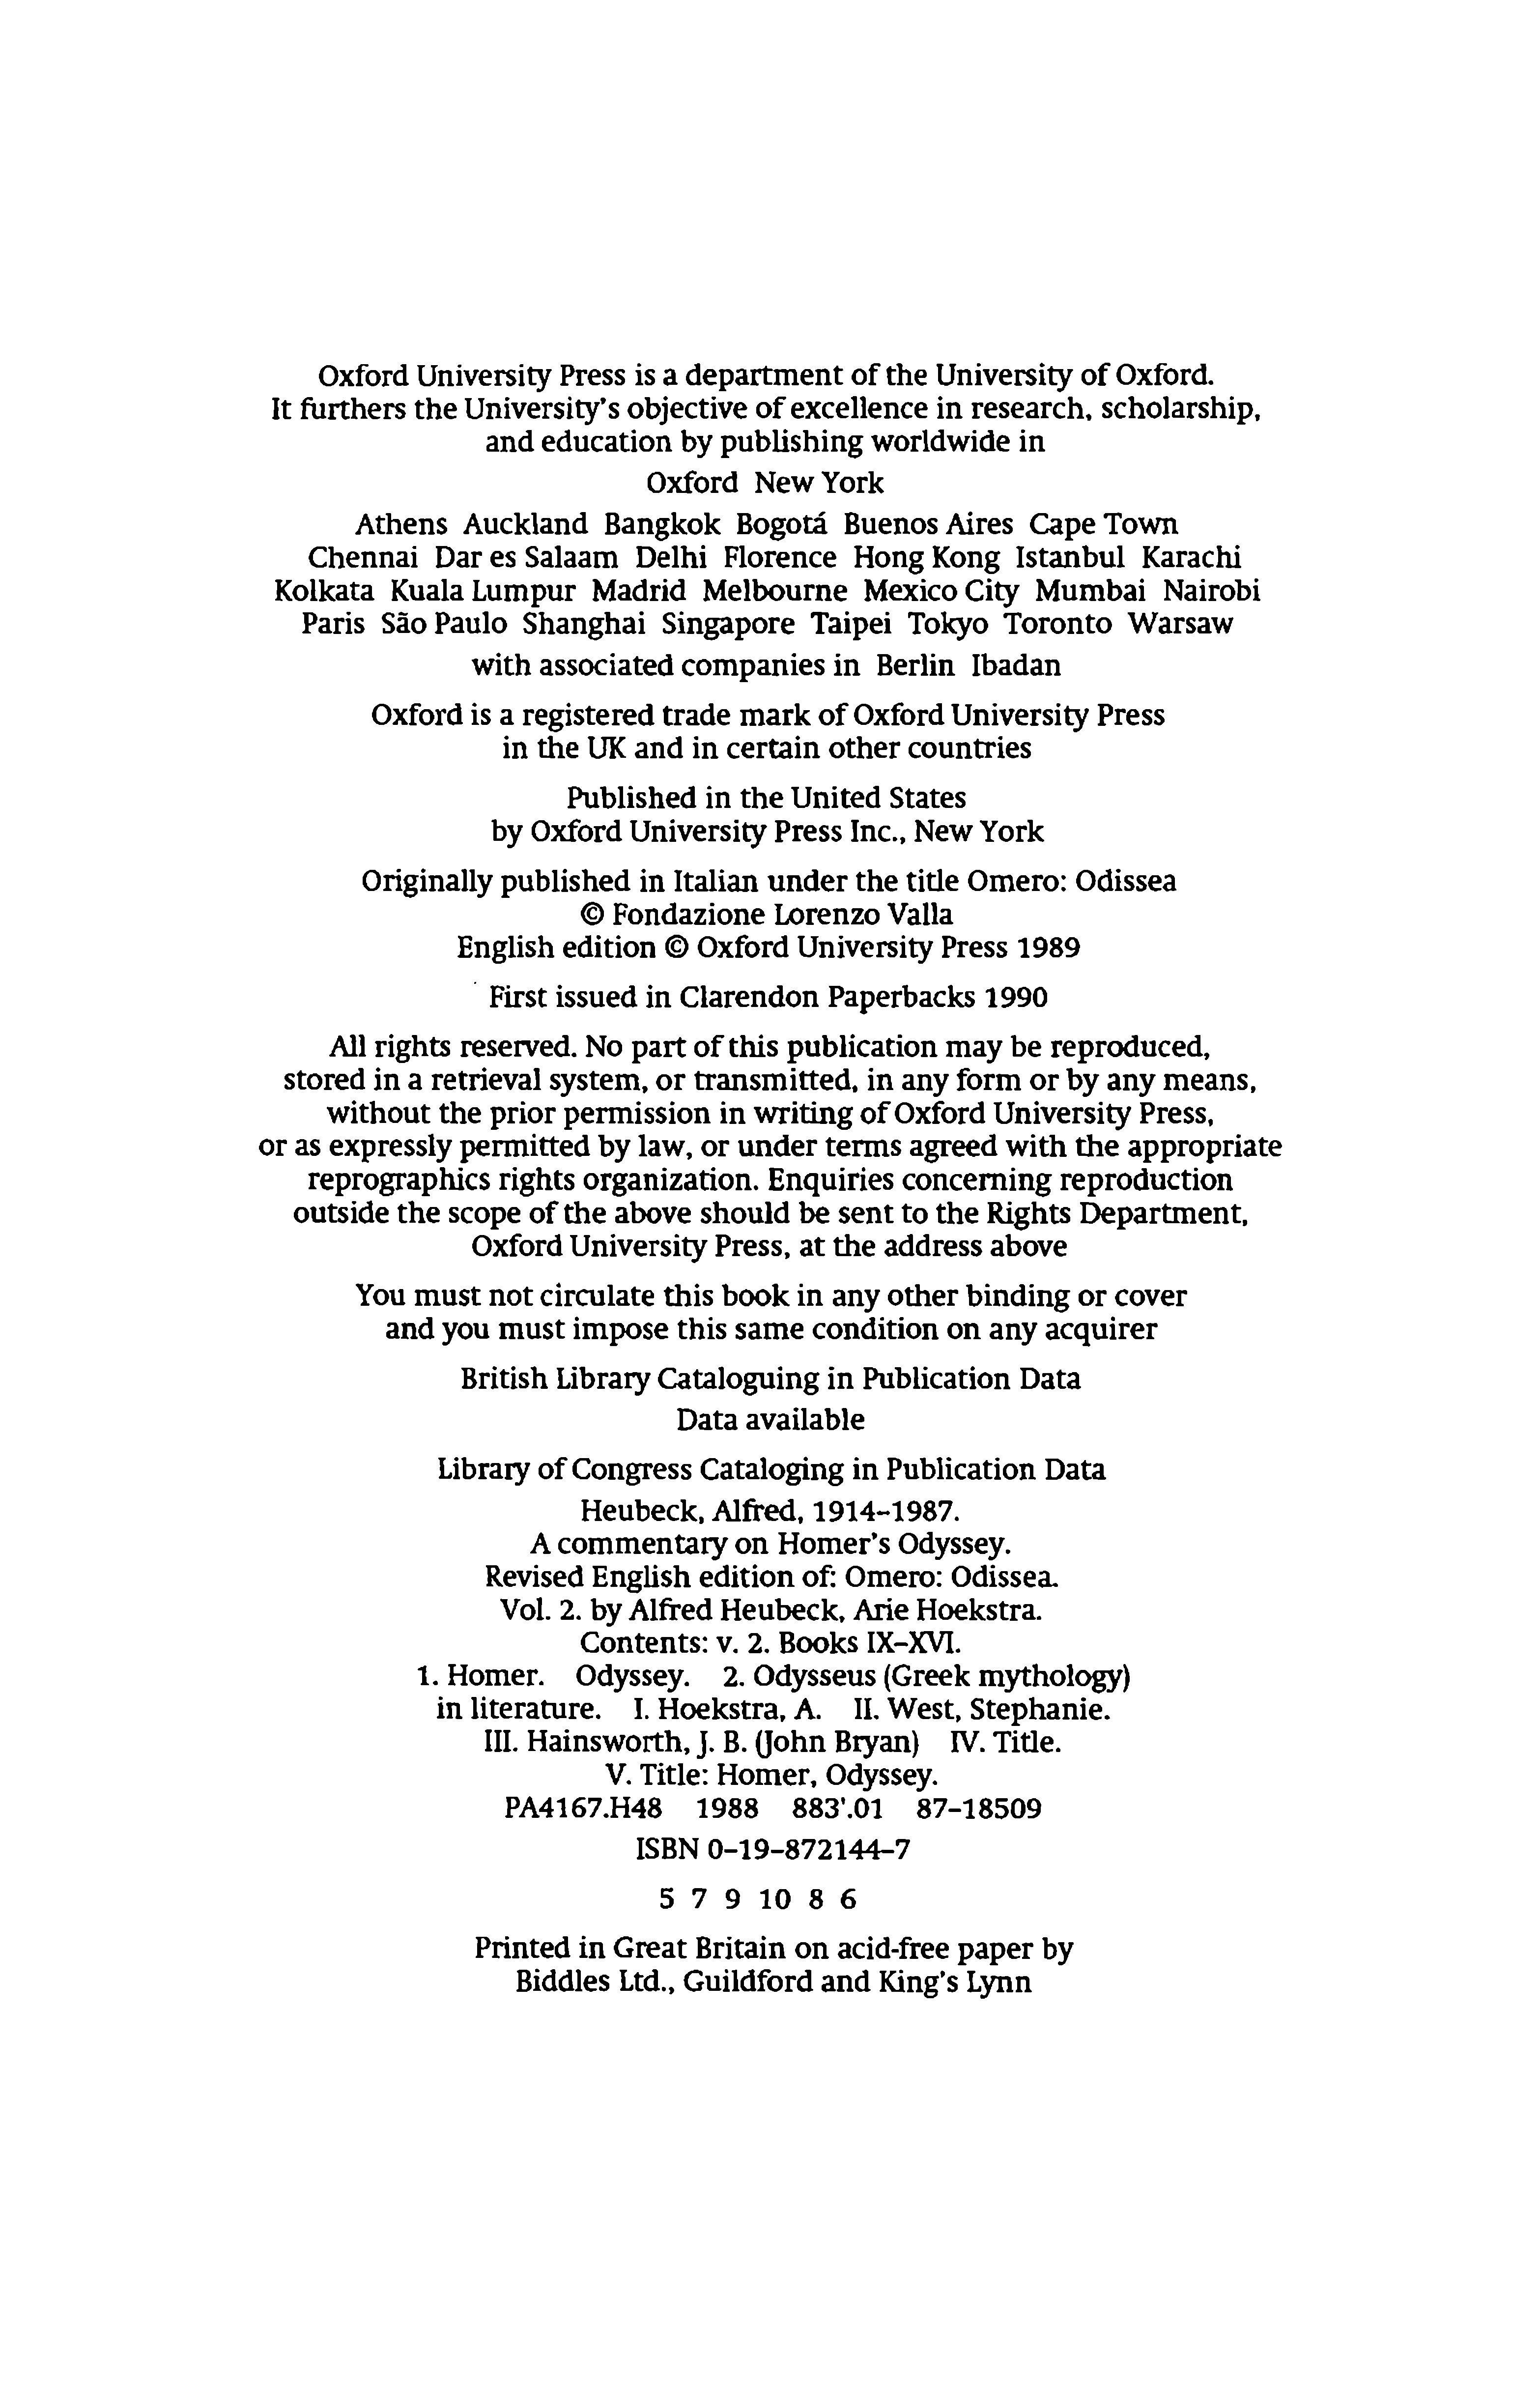 Oxford University Press is a department of the University of Oxford.
It furthers the University's objective of excellence in research, scholarship,
and education by publishing worldwide in
Oxford New York
Athens Auckland Bangkok Bogotá Buenos Aires Cape Town
Chennai Dar es Salaam Delhi Florence Hong Kong Istanbul Karachi
Kolkata Kuala Lumpur Madrid Melbourne Mexico City Mumbai Nairobi
Paris São Paulo Shanghai Singapore Taipei Tokyo Toronto Warsaw
with associated companies in Berlin Ibadan
Oxford is a registered trade mark of Oxford University Press
in the UK and in certain other countries
Published in the United States
by Oxford University Press Inc., New York
Originally published in Italian under the title Omero: Odissea
© Fondazione Lorenzo Valla
English edition © Oxford University Press 1989
First issued in Clarendon Paperbacks 1990
All rights reserved. No part of this publication may be reproduced,
stored in a retrieval system, or transmitted, in any form or by any means,
without the prior permission in writing of Oxford University Press,
or as expressly permitted by law, or under terms agreed with the appropriate
reprographics rights organization. Enquiries concerning reproduction
outside the scope of the above should be sent to the Rights Department,
Oxford University Press, at the address above
You must not circulate this book in any other binding or cover
and you must impose this same condition on any acquirer
British Library Cataloguing in Publication Data
Data available
Library of Congress Cataloging in Publication Data
Heubeck, Alfred, 1914–1987.
A commentary on Homer's Odyssey.
Revised English edition of: Omero: Odissea.
Vol. 2. by Alfred Heubeck, Arie Hoekstra.
Contents: v. 2. Books IX–XVI.
1. Homer. Odyssey. 2. Odysseus (Greek mythology)
in literature. I. Hoekstra, A. II. West, Stephanie.
III. Hainsworth, J. B. (John Bryan) IV. Title.
V. Title: Homer, Odyssey.
PA4167.H48 1988 883'.01 87–18509
ISBN 0–19–872144–7
5 7 9 10 8 6
Printed in Great Britain on acid-free paper by
Biddles Ltd., Guildford and King's Lynn